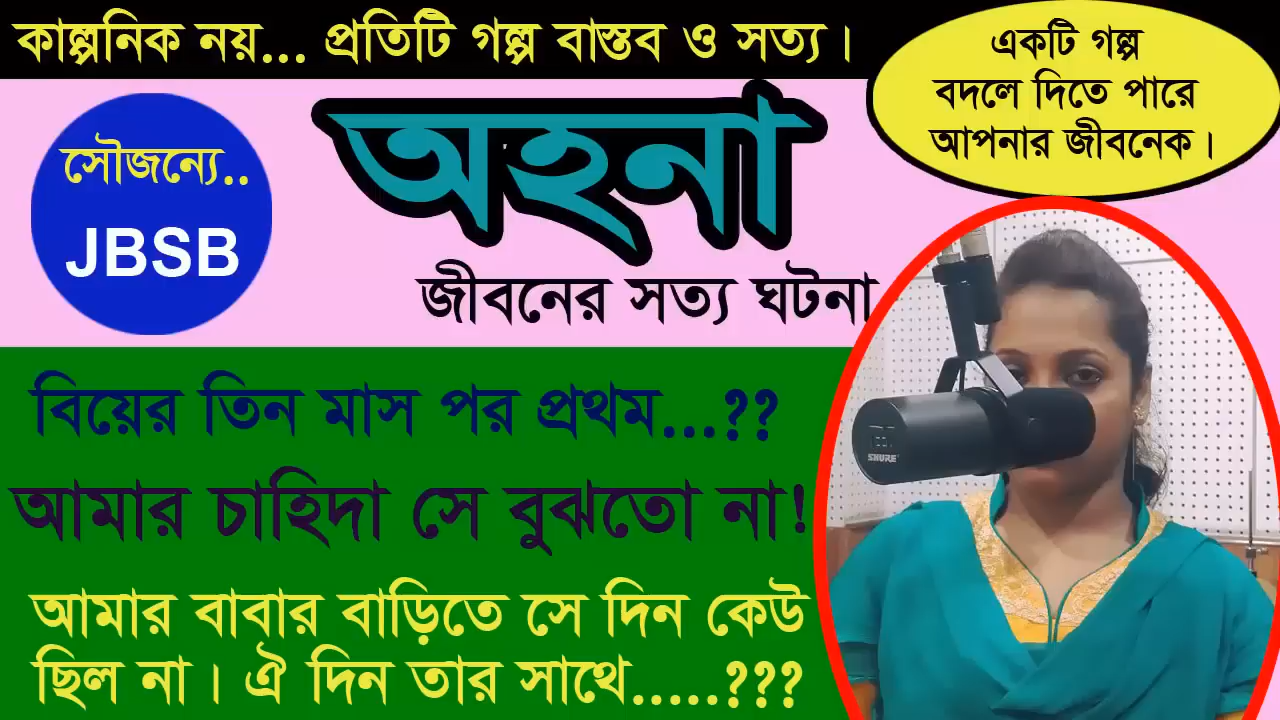 কাল্পনিক নয়... প্রতিটি গল্প বাস্তব ও সত্য।
একটি গল্প
বদলে দিতে পারে
আপনার জীবনেক।
সৌজন্যে..
JBSB
অহনা
জীবনের সত্য ঘটনা
বিয়ের তিন মাস পর প্রথম...??
আমার চাহিদা সে বুঝতো না!
আমার বাবার বাড়িতে সে দিন কেউ
ছিল না। ঐ দিন তার সাথে.....???
SHURE